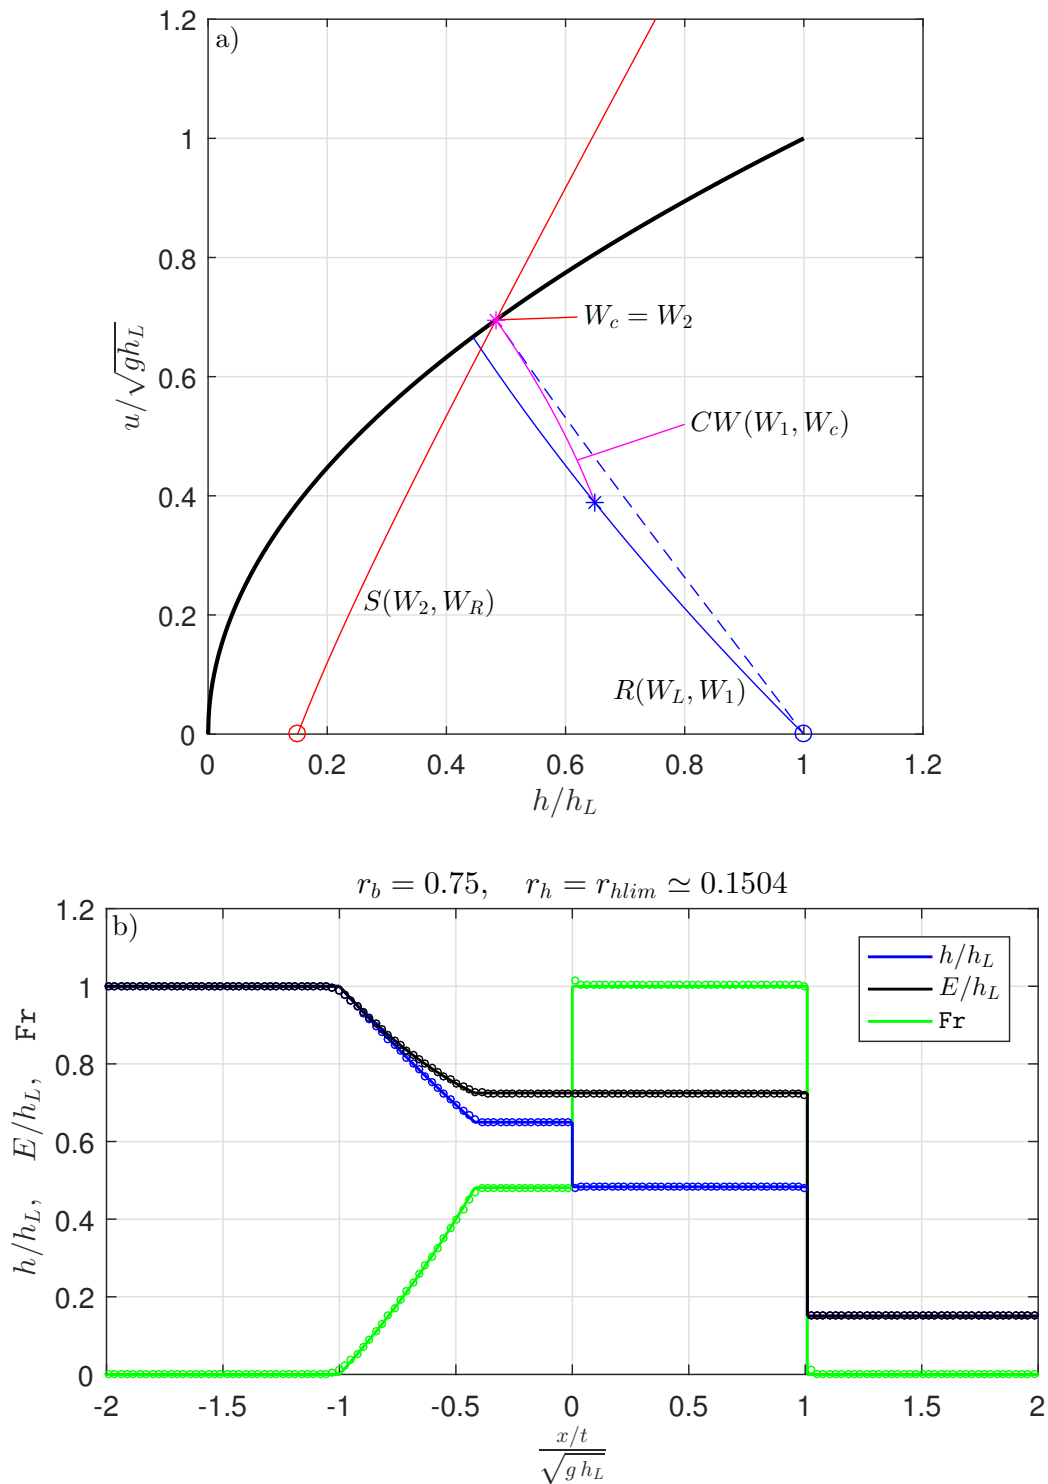 a)
1.2
1
0.8
0.6
0.4
0.2
0
u/√gh_L
W_c = W_2
CW(W_1, W_c)
S(W_2, W_R)
R(W_L, W_1)
0 0.2 0.4 0.6 0.8 1 1.2
h/h_L
r_b = 0.75, r_h = r_{hlim} ≃ 0.1504
b)
1.2
1
0.8
0.6
0.4
0.2
0
h/h_L, E/h_L, Fr
h/h_L
E/h_L
Fr
-2 -1.5 -1 -0.5 0 0.5 1 1.5 2
x/t
√g h_L